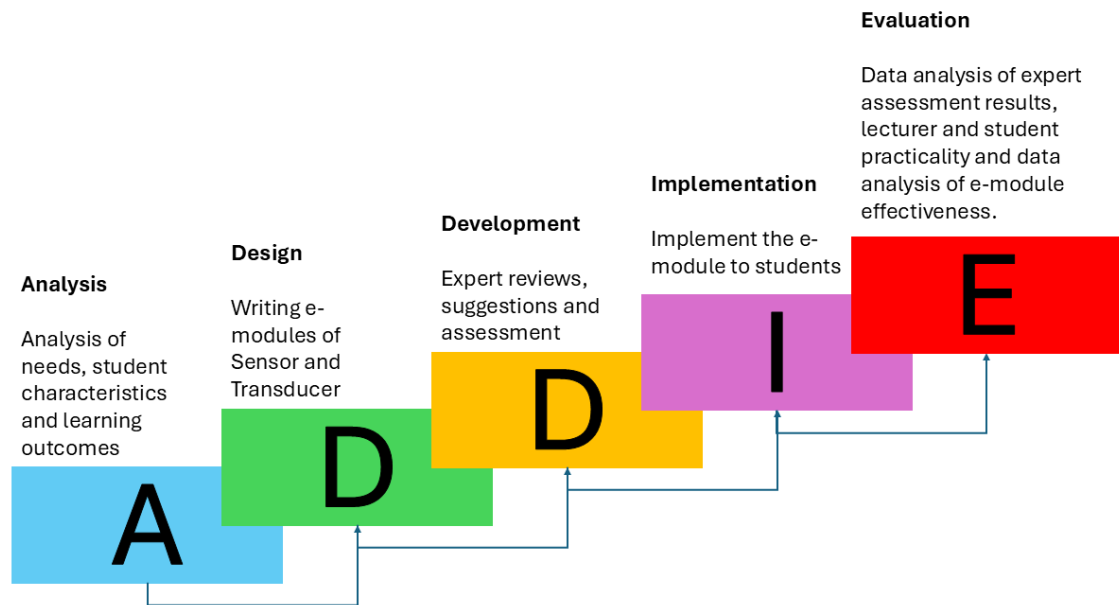 Analysis
Analysis of
needs, student
characteristics
and learning
outcomes
A
Design
Writing e-
modules of
Sensor and
Transducer
D
Development
Expert reviews,
suggestions and
assessment
D
Implementation
Implement the e-
module to students
I
Evaluation
Data analysis of expert
assessment results,
lecturer and student
practicality and data
analysis of e-module
effectiveness.
E